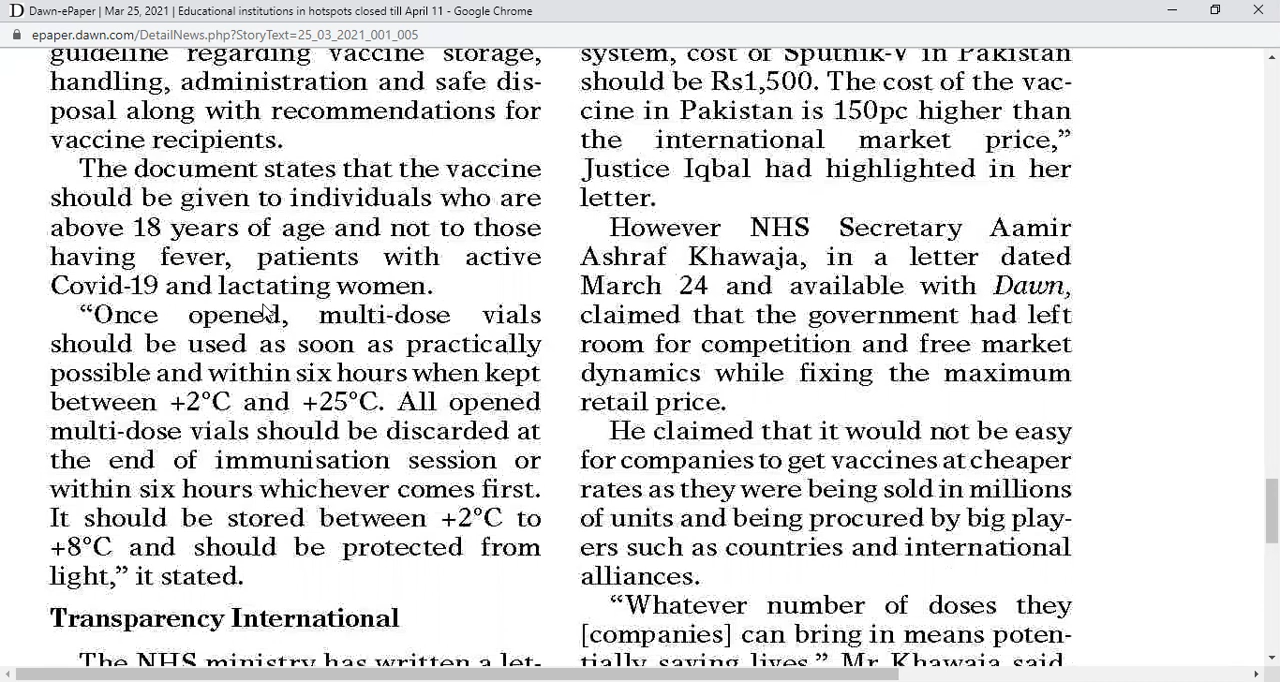 Dawn-ePaper | Mar 25, 2021 | Educational institutions in hotspots closed till April 11 - Google Chrome
epaper.dawn.com/DetailNews.php?StoryText=25_03_2021_001_005
guideline regarding vaccine storage,
handling, administration and safe dis-
posal along with recommendations for
vaccine recipients.
The document states that the vaccine
should be given to individuals who are
above 18 years of age and not to those
having fever, patients with active
Covid-19 and lactating women.
“Once opened, multi-dose vials
should be used as soon as practically
possible and within six hours when kept
between +2°C and +25°C. All opened
multi-dose vials should be discarded at
the end of immunisation session or
within six hours whichever comes first.
It should be stored between +2°C to
+8°C and should be protected from
light,” it stated.
Transparency International
The NHS ministry has written a let-
system, cost of Sputnik-V in Pakistan
should be Rs1,500. The cost of the vac-
cine in Pakistan is 150pc higher than
the international market price,”
Justice Iqbal had highlighted in her
letter.
However NHS Secretary Aamir
Ashraf Khawaja, in a letter dated
March 24 and available with Dawn,
claimed that the government had left
room for competition and free market
dynamics while fixing the maximum
retail price.
He claimed that it would not be easy
for companies to get vaccines at cheaper
rates as they were being sold in millions
of units and being procured by big play-
ers such as countries and international
alliances.
“Whatever number of doses they
[companies] can bring in means poten-
tially saving lives,” Mr Khawaja said.